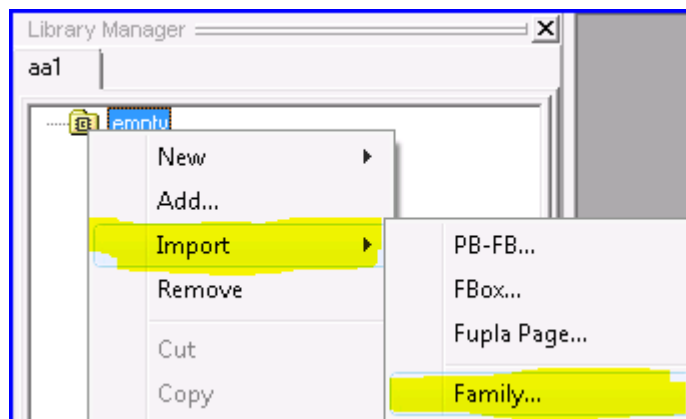 Library Manager
aa1
empty
New
Add...
Import
Remove
Cut
Copy
PB-FB...
FBox...
Fupla Page...
Family...